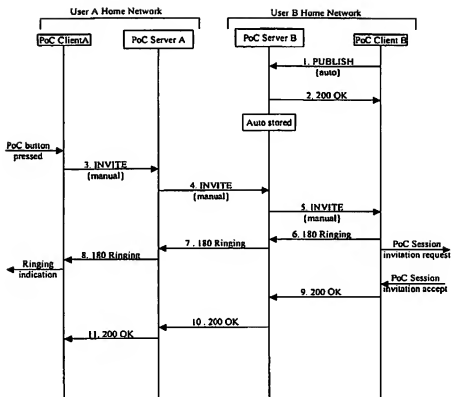 User A Home Network
User B Home Network
PoC ClientA
PoC Server A
PoC Server B
PoC Client B
1. PUBLISH
(auto)
2. 200 OK
Auto stored
PoC button
pressed
3. INVITE
(manual)
4. INVITE
(manual)
5. INVITE
(manual)
6. 180 Ringing
7. 180 Ringing
8. 180 Ringing
PoC Session
invitation request
Ringing
indication
PoC Session
invitation accept
9. 200 OK
10. 200 OK
11. 200 OK